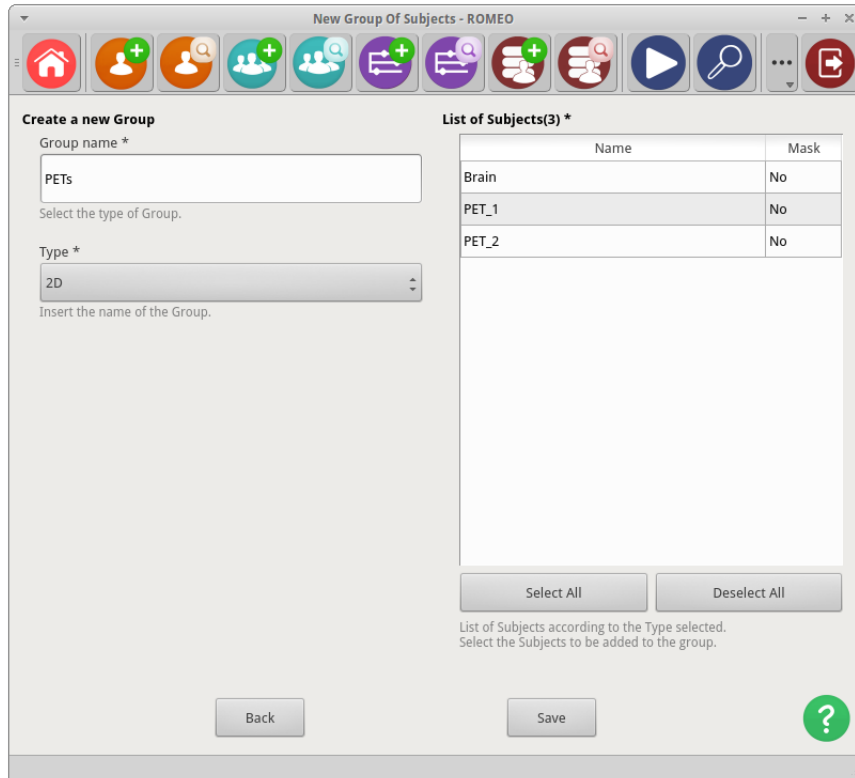 New Group Of Subjects - ROMEO
Create a new Group
Group name *
PETs
Select the type of Group.
Type *
2D
Insert the name of the Group.
List of Subjects(3) *
Name Mask
Brain No
PET_1 No
PET_2 No
Select All Deselect All
List of Subjects according to the Type selected.
Select the Subjects to be added to the group.
Back Save
?